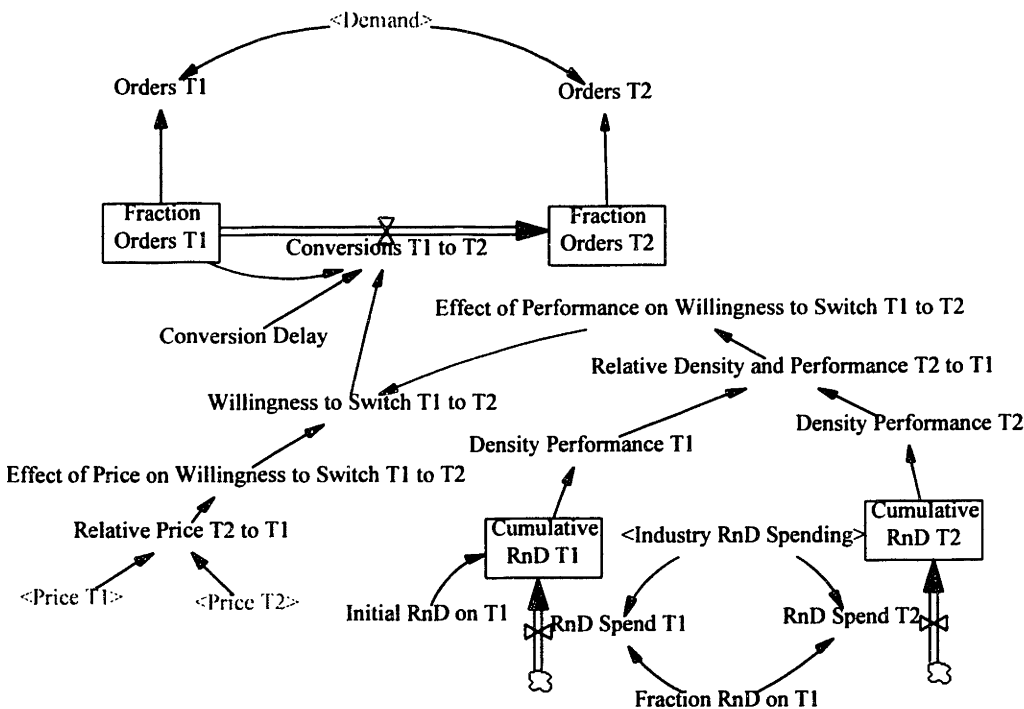 <Demand>
Orders T1
Orders T2
Fraction
Orders T1
Fraction
Orders T2
Conversions T1 to T2
Effect of Performance on Willingness to Switch T1 to T2
Conversion Delay
Relative Density and Performance T2 to T1
Willingness to Switch T1 to T2
Density Performance T2
Density Performance T1
Effect of Price on Willingness to Switch T1 to T2
Relative Price T2 to T1
Cumulative
RnD T1
<Industry RnD Spending>
Cumulative
RnD T2
<Price T1>
<Price T2>
Initial RnD on T1
RnD Spend T1
RnD Spend T2
Fraction RnD on T1